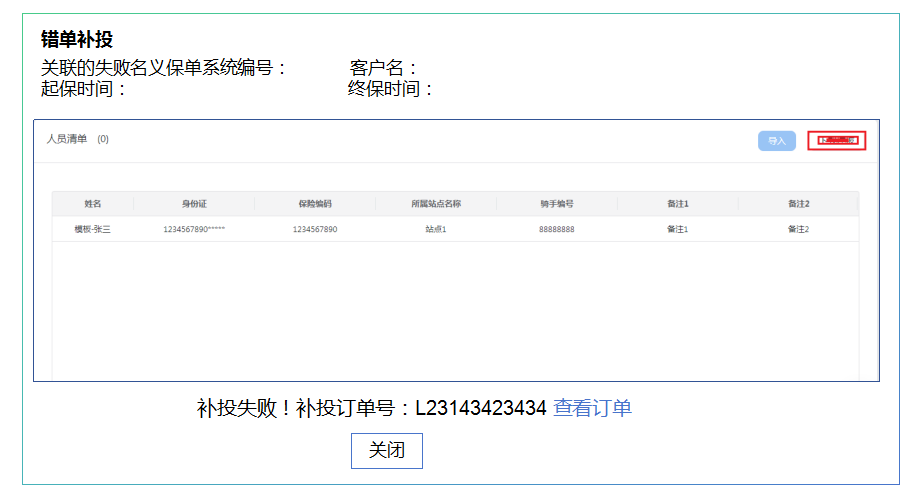 错单补投
关联的失败名义保单系统编号： 客户名：
起保时间： 终保时间：
人员清单 (0) 导入
姓名 身份证 保险编码 所属站点名称 骑手编号 备注1 备注2
模板-张三 1234567890***** 1234567890 站点1 88888888 备注1 备注2
补投失败！补投订单号：L23143423434 查看订单
关闭